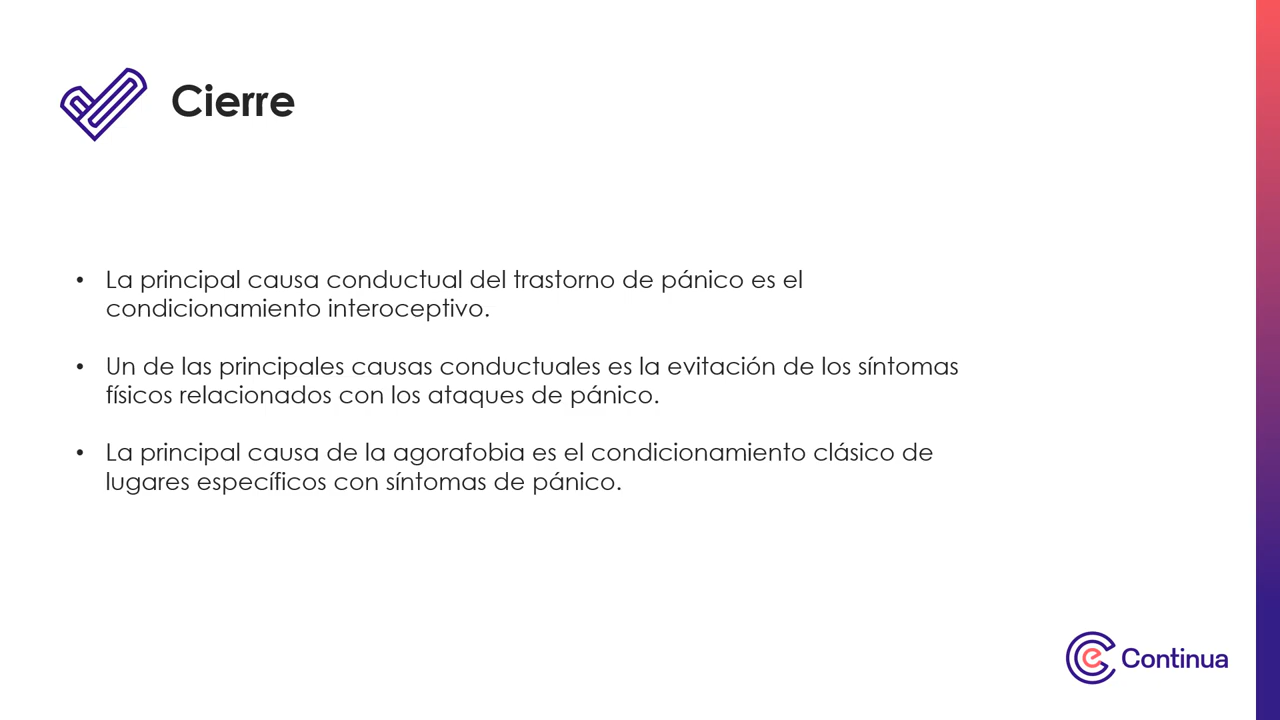 Cierre
• La principal causa conductual del trastorno de pánico es el
condicionamiento interoceptivo.
• Un de las principales causas conductuales es la evitación de los síntomas
físicos relacionados con los ataques de pánico.
• La principal causa de la agorafobia es el condicionamiento clásico de
lugares específicos con síntomas de pánico.
e Continua